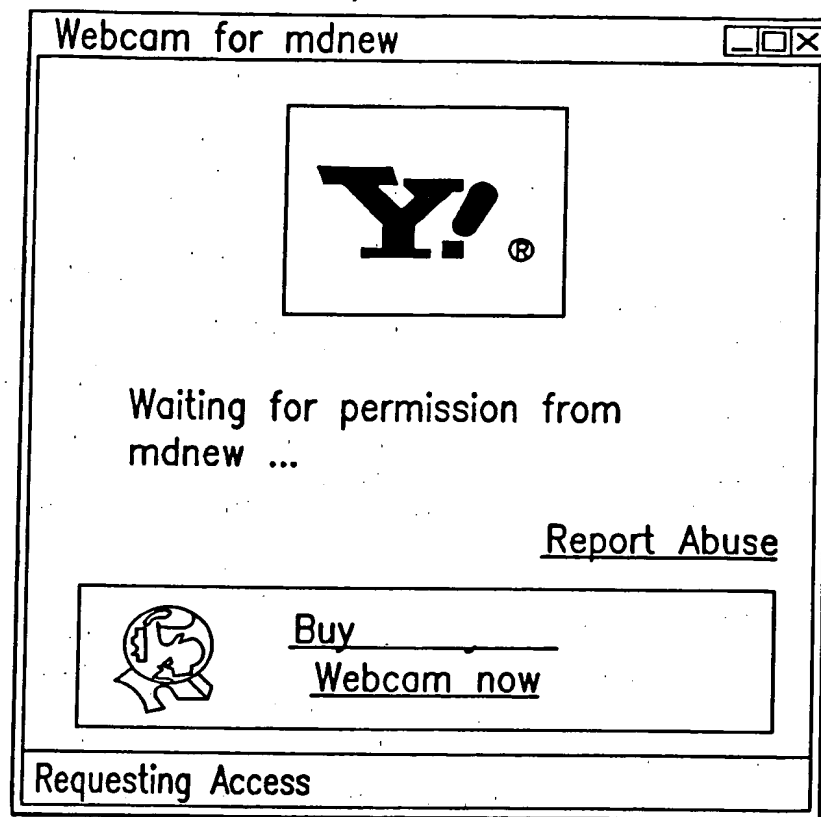 Webcam for mdnew
Y! ®
Waiting for permission from
mdnew ...
Report Abuse
Buy
Webcam now
Requesting Access